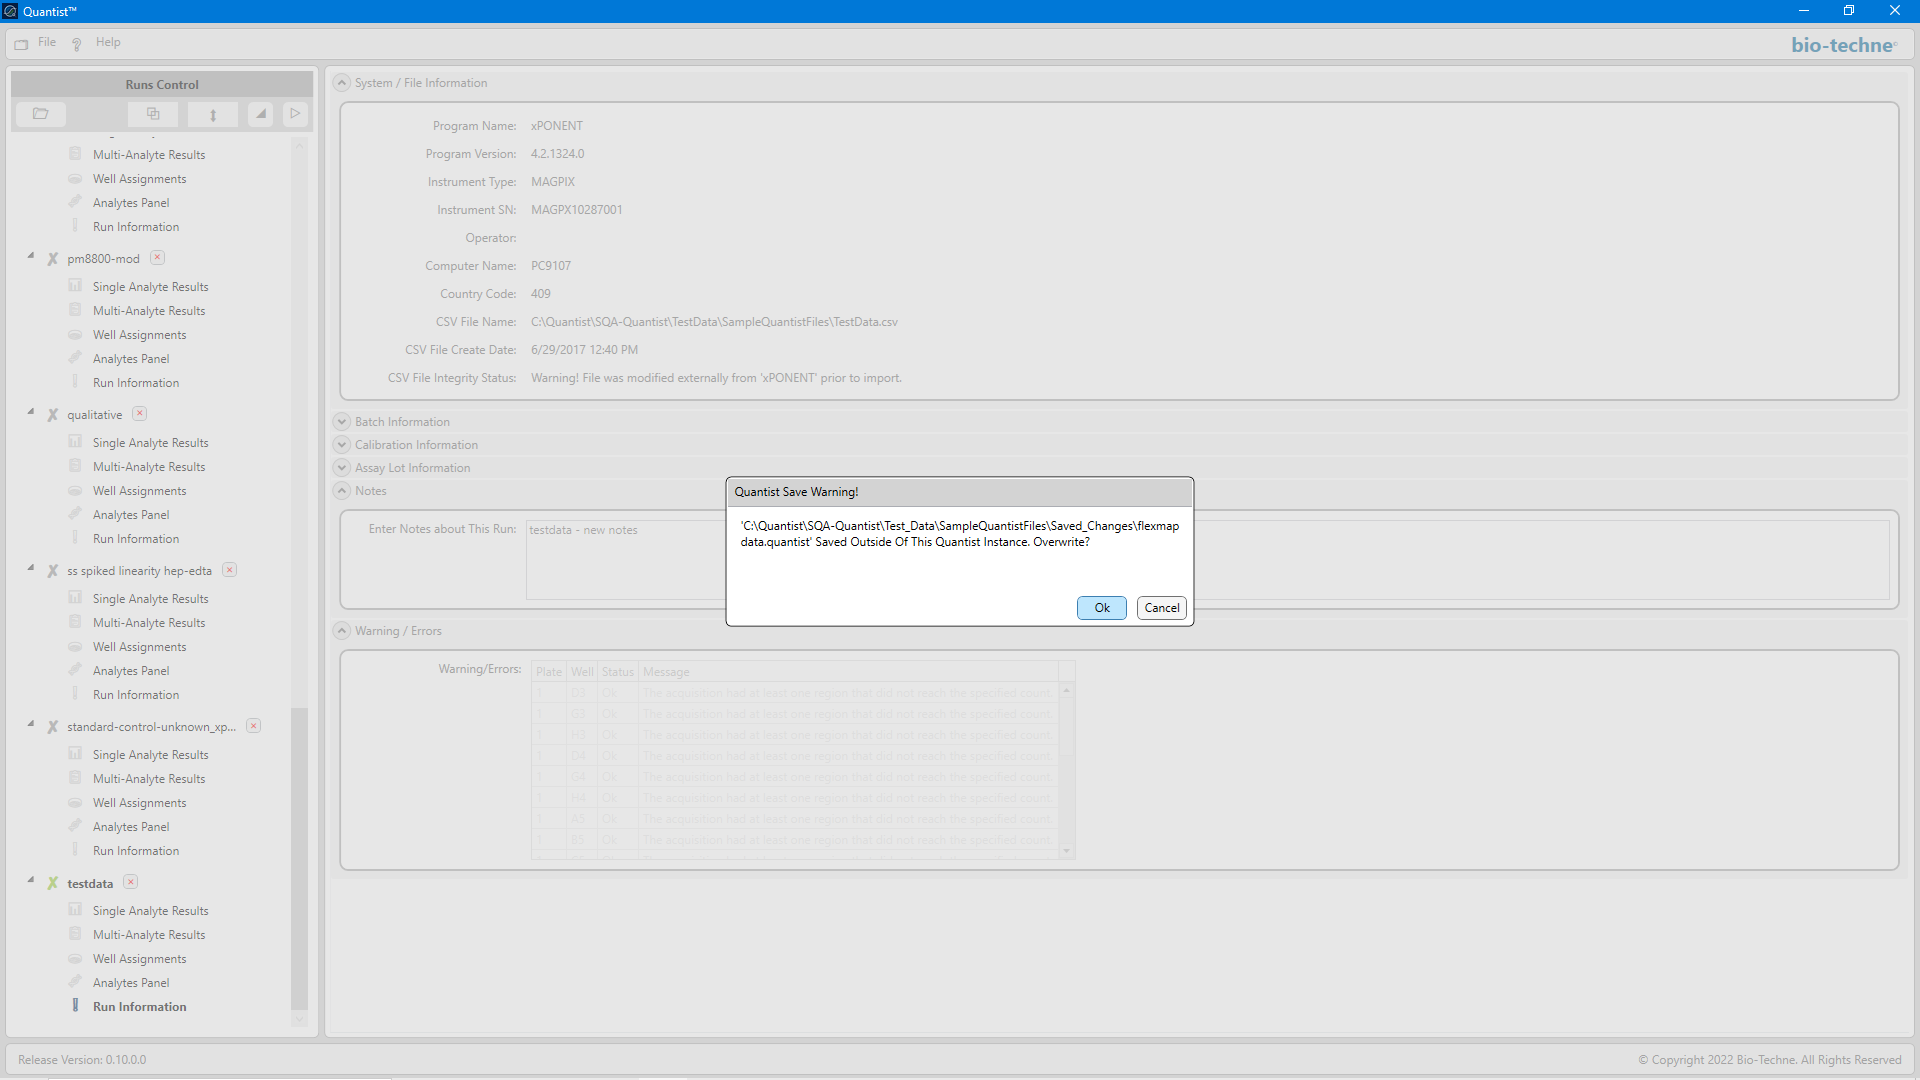 Quantist™
File
Help
bio-techne
Runs Control
Multi-Analyte Results
Well Assignments
Analytes Panel
Run Information
pm8800-mod
Single Analyte Results
Multi-Analyte Results
Well Assignments
Analytes Panel
Run Information
qualitative
Single Analyte Results
Multi-Analyte Results
Well Assignments
Analytes Panel
Run Information
ss spiked linearity hep-edta
Single Analyte Results
Multi-Analyte Results
Well Assignments
Analytes Panel
Run Information
standard-control-unknown_xp...
Single Analyte Results
Multi-Analyte Results
Well Assignments
Analytes Panel
Run Information
testdata
Single Analyte Results
Multi-Analyte Results
Well Assignments
Analytes Panel
Run Information
System / File Information
Program Name: xPONENT
Program Version: 4.2.1324.0
Instrument Type: MAGPIX
Instrument SN: MAGPX10287001
Operator:
Computer Name: PC9107
Country Code: 409
CSV File Name: C:\Quantist\SQA-Quantist\TestData\SampleQuantistFiles\TestData.csv
CSV File Create Date: 6/29/2017 12:40 PM
CSV File Integrity Status: Warning! File was modified externally from 'xPONENT' prior to import.
Batch Information
Calibration Information
Assay Lot Information
Notes
Enter Notes about This Run: testdata - new notes
Quantist Save Warning!
'C:\Quantist\SQA-Quantist\Test_Data\SampleQuantistFiles\Saved_Changes\flexmap
data.quantist' Saved Outside Of This Quantist Instance. Overwrite?
Ok Cancel
Warning / Errors
Warning/Errors:
Plate Well Status Message
1 D3 Ok The acquisition had at least one region that did not reach the specified count.
1 G3 Ok The acquisition had at least one region that did not reach the specified count.
1 H3 Ok The acquisition had at least one region that did not reach the specified count.
1 D4 Ok The acquisition had at least one region that did not reach the specified count.
1 G4 Ok The acquisition had at least one region that did not reach the specified count.
1 H4 Ok The acquisition had at least one region that did not reach the specified count.
1 A5 Ok The acquisition had at least one region that did not reach the specified count.
1 B5 Ok The acquisition had at least one region that did not reach the specified count.
Release Version: 0.10.0.0
© Copyright 2022 Bio-Techne. All Rights Reserved